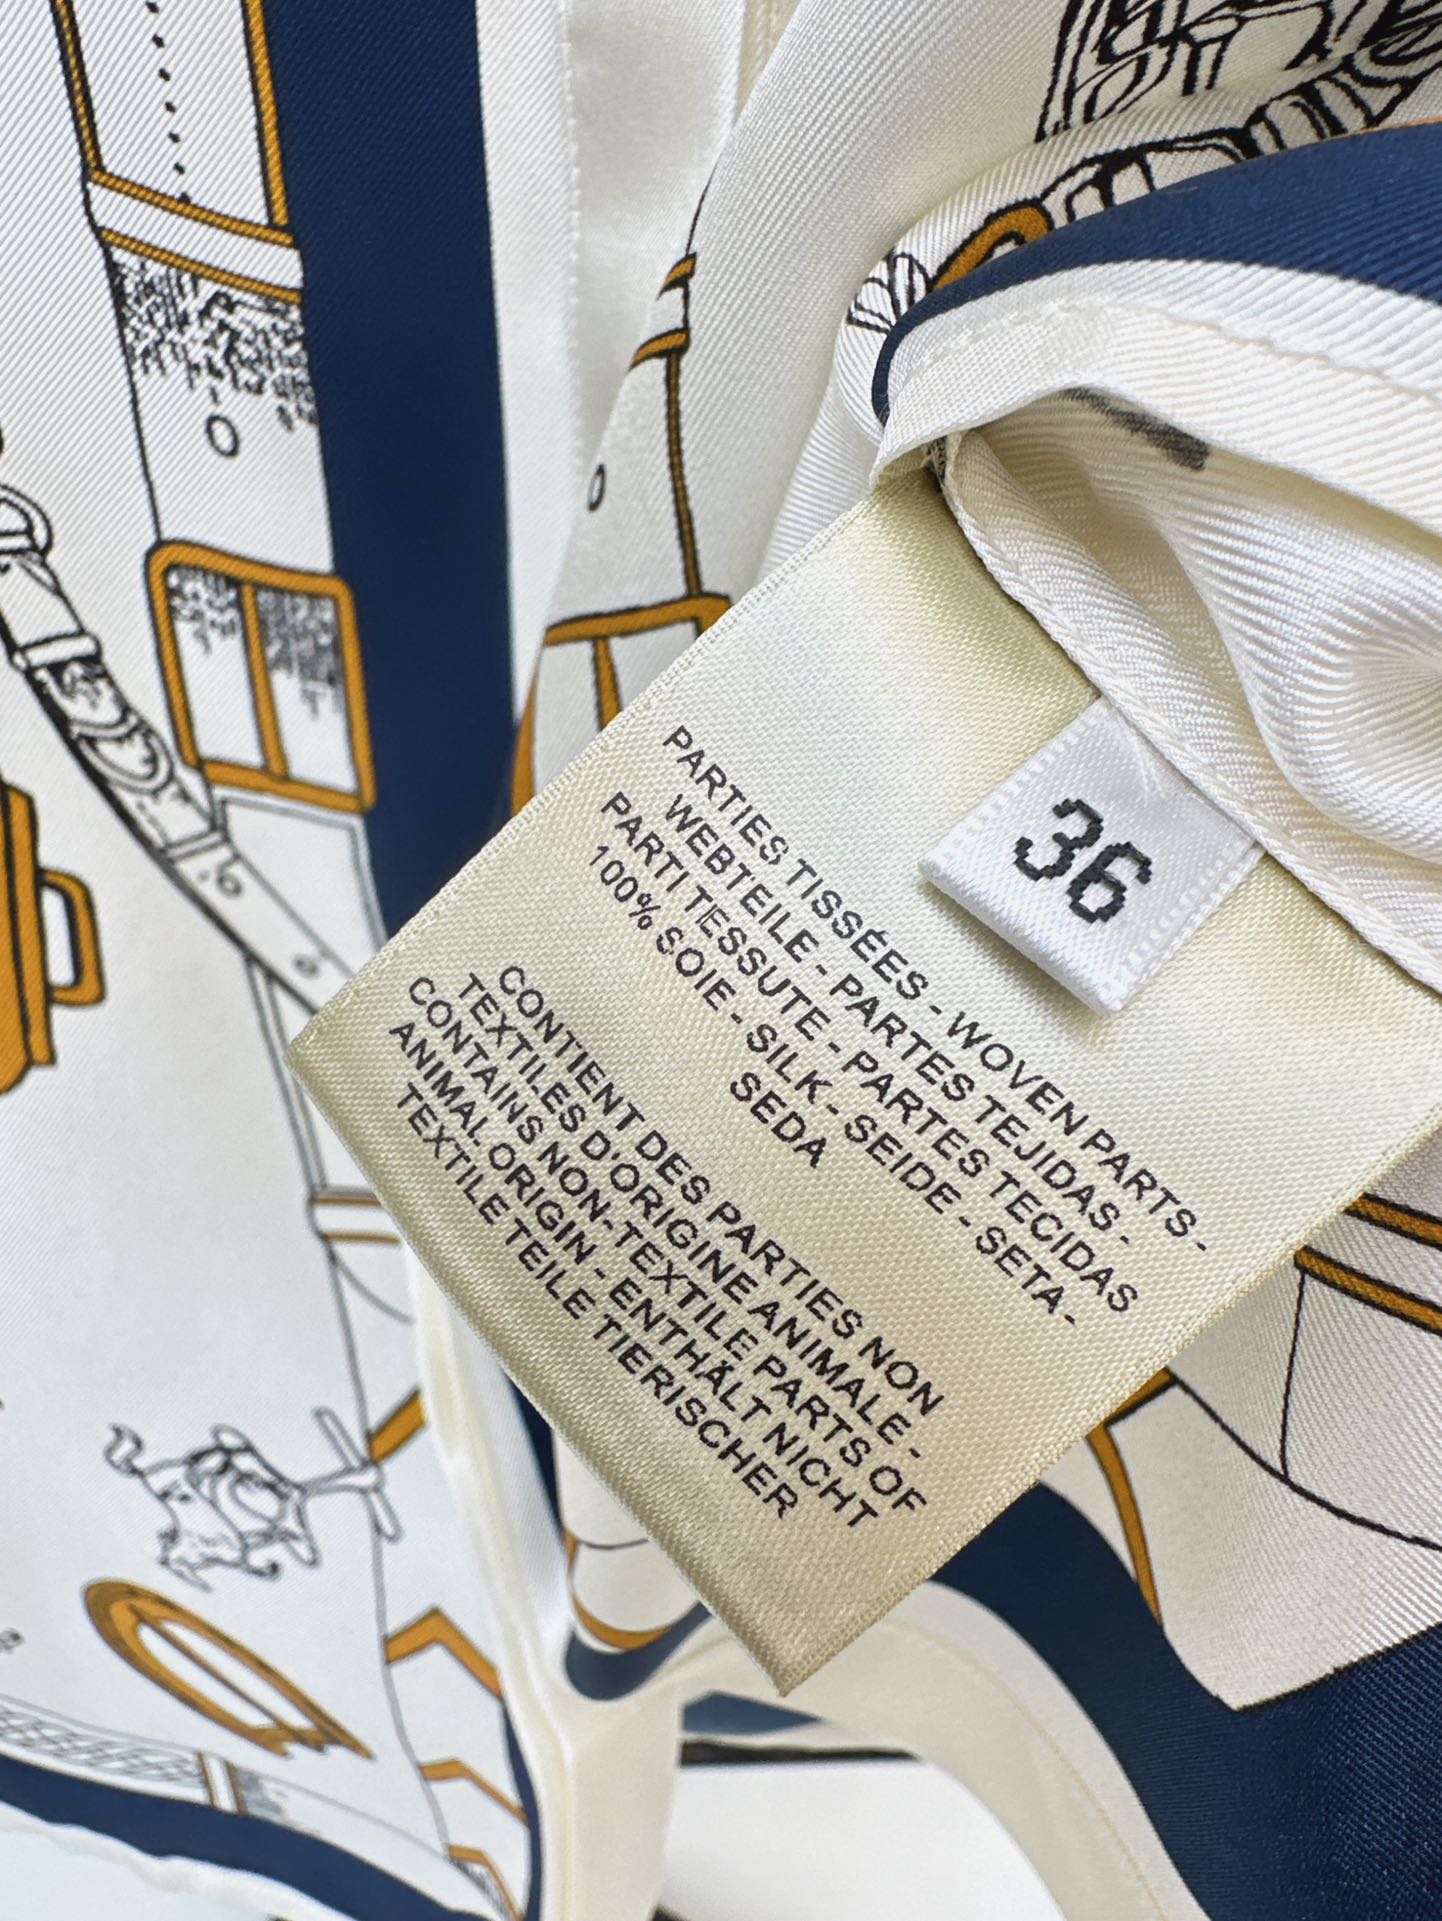 36
PARTIES TISSÉES - WOVEN PARTS -
WEBTEILE - PARTES TEJIDAS -
PARTI TESSUTE - PARTES TECIDAS
100% SOIE - SILK - SEIDE - SETA -
SEDA
CONTIENT DES PARTIES NON
TEXTILES D'ORIGINE ANIMALE -
CONTAINS NON-TEXTILE PARTS OF
ANIMAL ORIGIN - ENTHÄLT NICHT
TEXTILE TEILE TIERISCHER